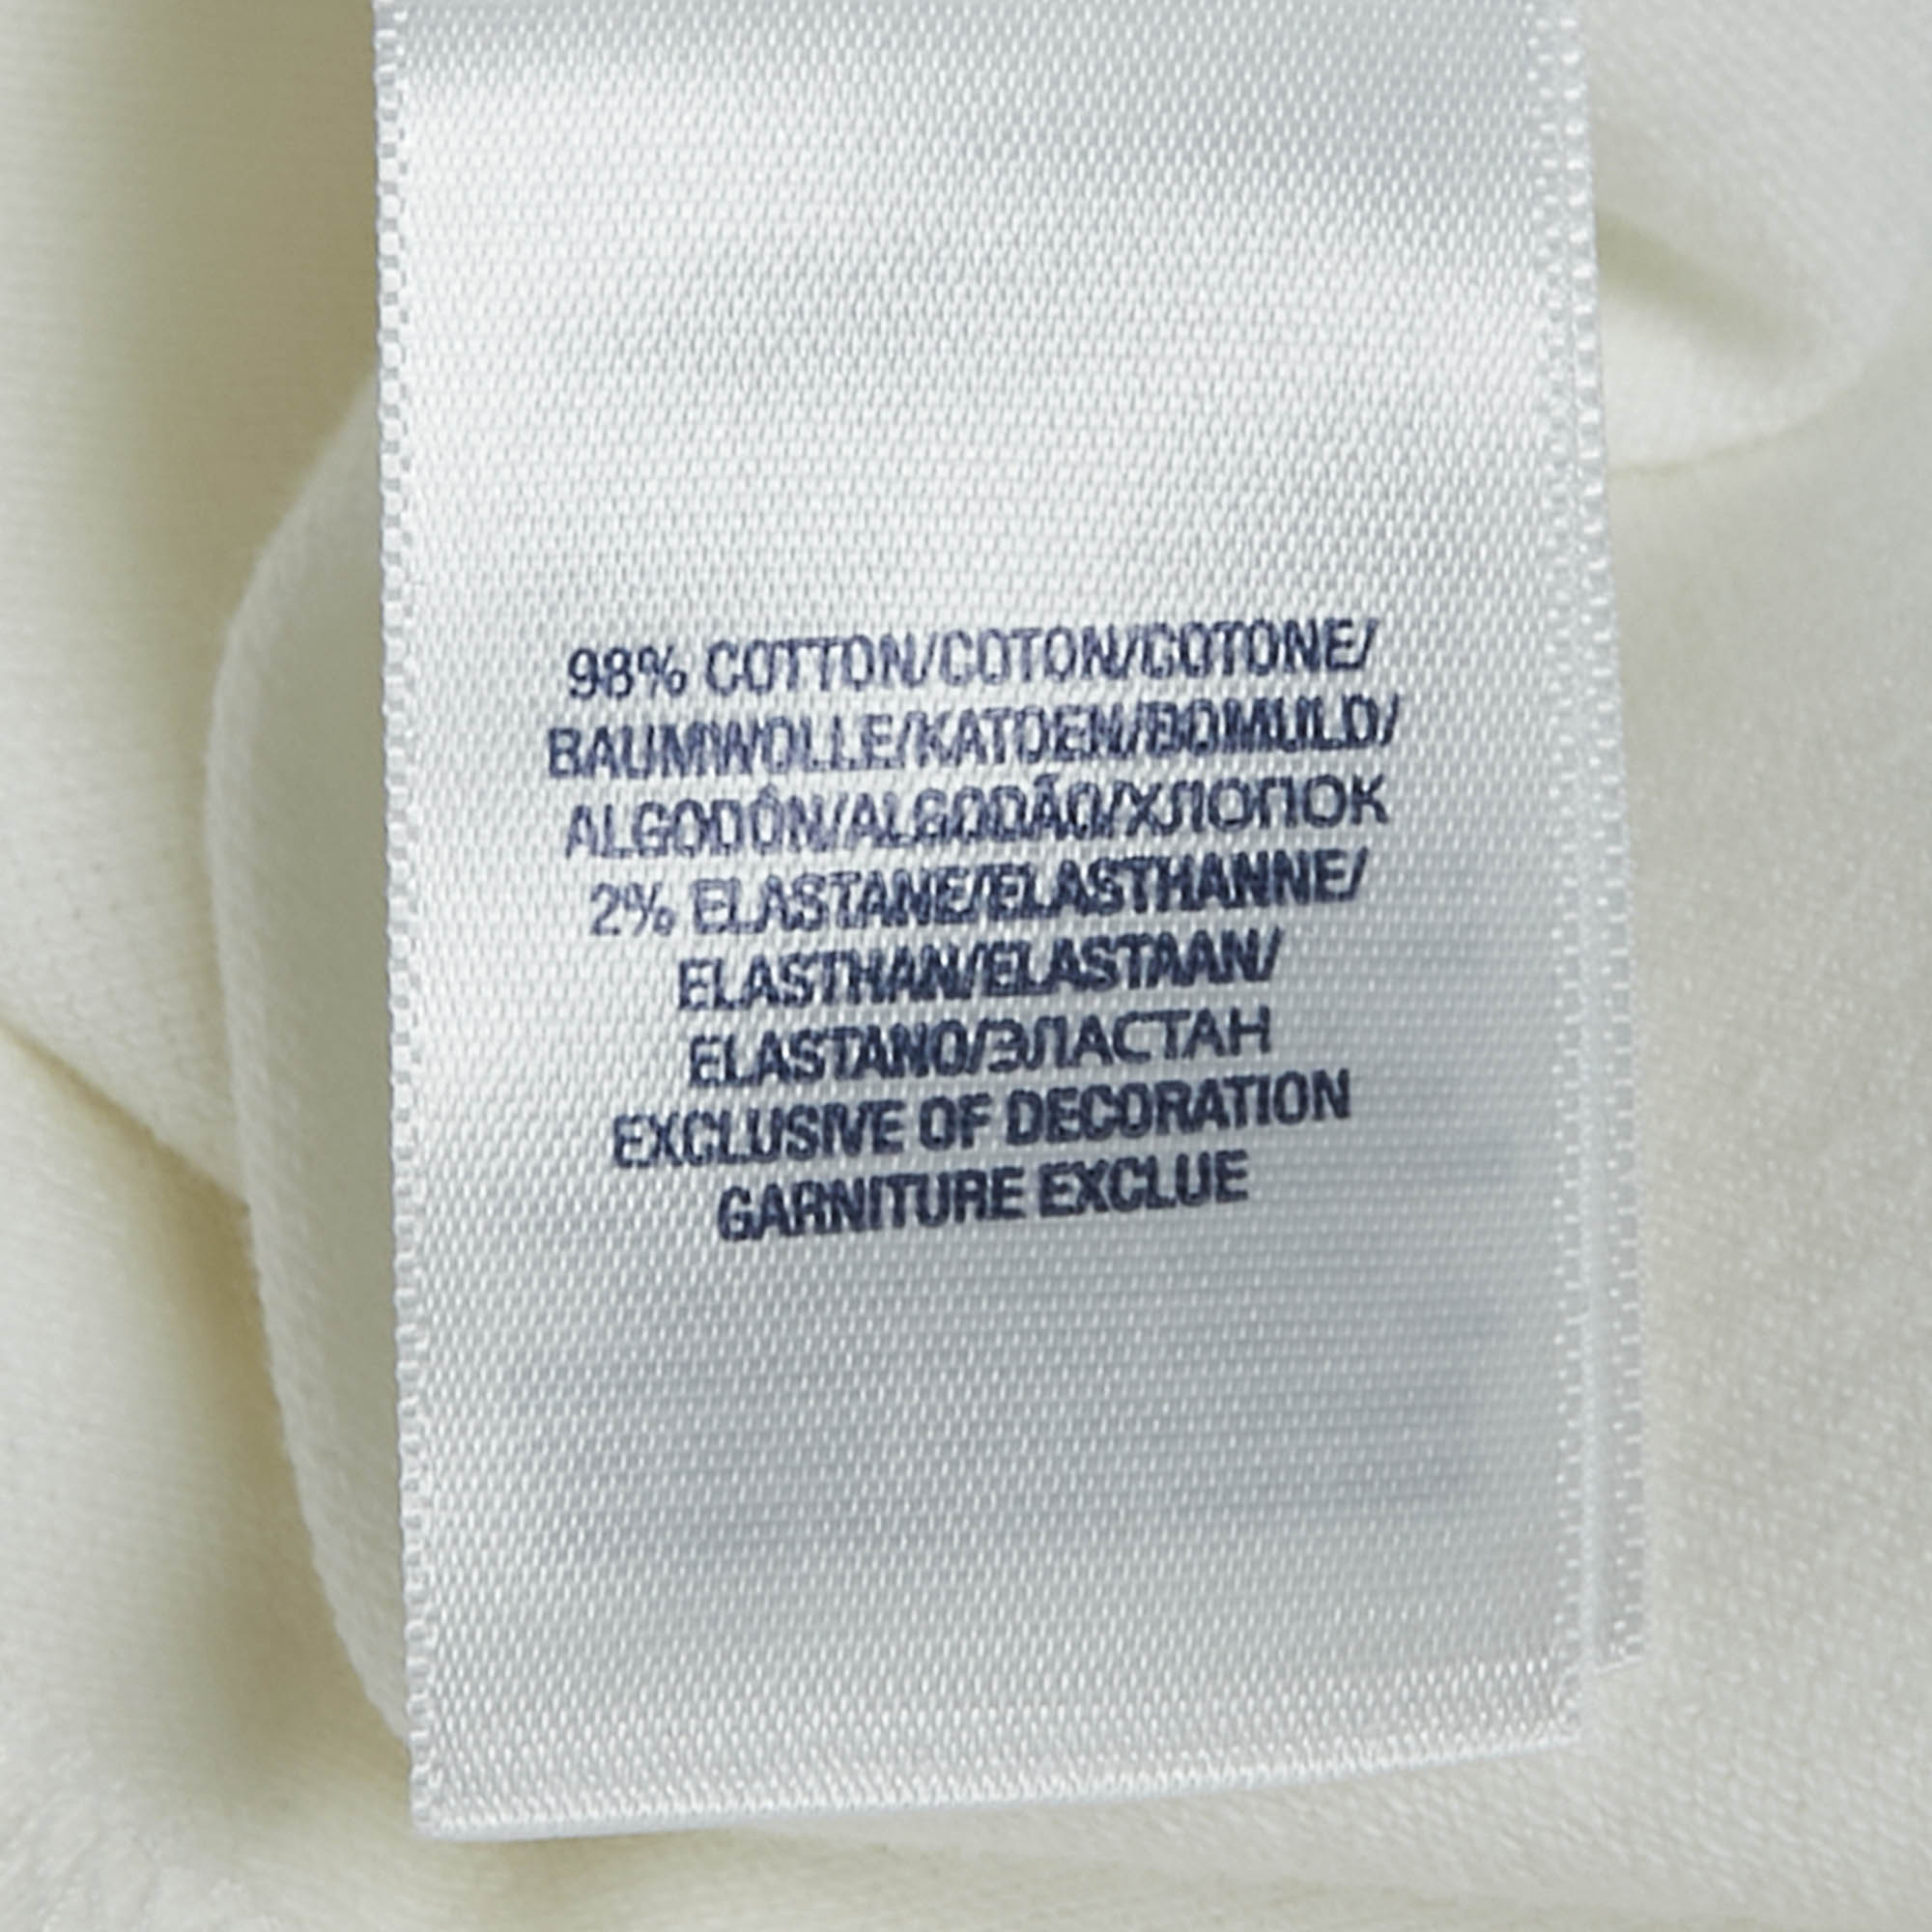 98% COTTON/COTON/COTONE/
BAUMWOLLE/KATOEN/BOMULD/
ALGODÓN/ALGODÃO/ХЛОПОК
2% ELASTANE/ELASTHANNE/
ELASTHAN/ELASTAAN/
ELASTANO/ЭЛАСТАН
EXCLUSIVE OF DECORATION
GARNITURE EXCLUE